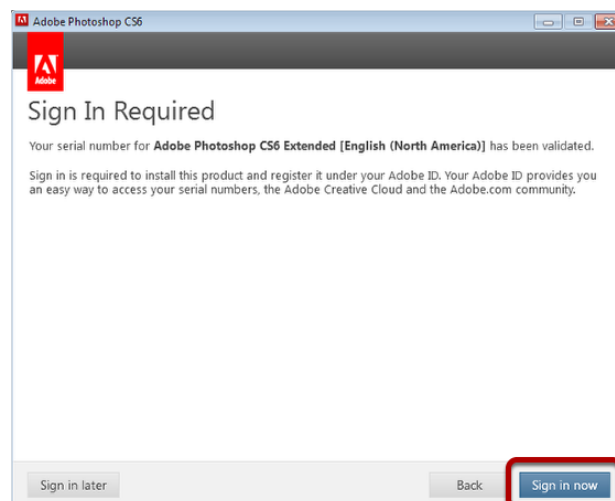 Adobe Photoshop CS6
Adobe
Sign In Required
Your serial number for Adobe Photoshop CS6 Extended [English (North America)] has been validated.
Sign in is required to install this product and register it under your Adobe ID. Your Adobe ID provides you
an easy way to access your serial numbers, the Adobe Creative Cloud and the Adobe.com community.
Sign in later
Back
Sign in now